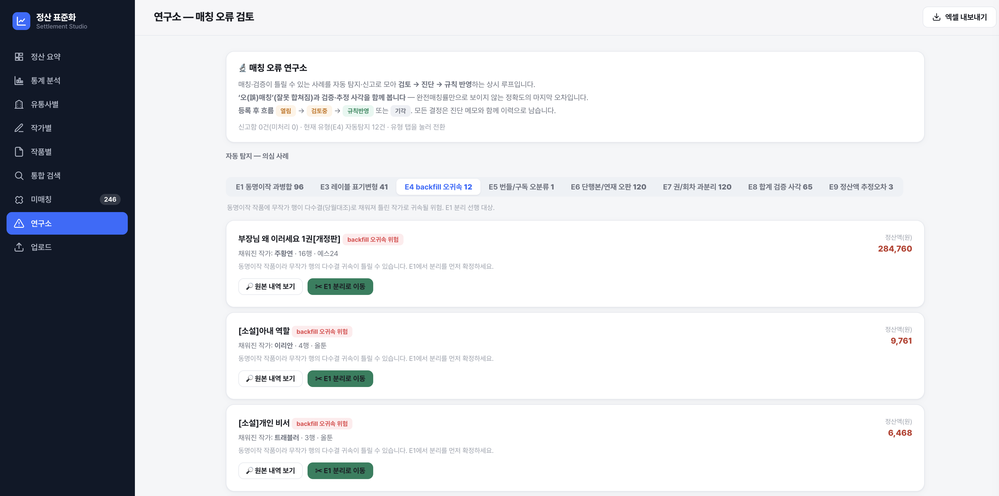 정산 표준화
Settlement Studio
정산 요약
통계 분석
유통사별
작가별
작품별
통합 검색
미매칭 246
연구소
업로드
연구소 — 매칭 오류 검토
엑셀 내보내기
매칭 오류 연구소
매칭·검증이 틀릴 수 있는 사례를 자동 탐지·신고로 모아 검토 → 진단 → 규칙 반영하는 상시 루프입니다.
‘오(誤)매칭’(잘못 합쳐짐)과 검증·추정 사각을 함께 봅니다 — 완전매칭률만으로 보이지 않는 정확도의 마지막 오차입니다.
등록 후 흐름 열림 → 검토중 → 규칙반영 또는 기각. 모든 결정은 진단 메모와 함께 이력으로 남습니다.
신고함 0건(미처리 0) · 현재 유형(E4) 자동탐지 12건 · 유형 탭을 눌러 전환
자동 탐지 — 의심 사례
E1 동명이작 과병합 96 E3 레이블 표기변형 41 E4 backfill 오귀속 12 E5 번들/구독 오분류 1 E6 단행본/연재 오판 120 E7 권/회차 과분리 120 E8 합계 검증 사각 65 E9 정산액 추정오차 3
동명이작 작품에 무작가 행이 다수결(당월대조)로 채워져 틀린 작가로 귀속될 위험. E1 분리 선행 대상.
부장님 왜 이러세요 1권[개정판] backfill 오귀속 위험
정산액(원)
채워진 작가: 주황연 · 16행 · 예스24
284,760
동명이작 작품이라 무작가 행의 다수결 귀속이 틀릴 수 있습니다. E1에서 분리를 먼저 확정하세요.
원본 내역 보기 E1 분리로 이동
[소설]아내 역할 backfill 오귀속 위험
정산액(원)
채워진 작가: 이리안 · 4행 · 올툰
9,761
동명이작 작품이라 무작가 행의 다수결 귀속이 틀릴 수 있습니다. E1에서 분리를 먼저 확정하세요.
원본 내역 보기 E1 분리로 이동
[소설]개인 비서 backfill 오귀속 위험
정산액(원)
채워진 작가: 트래블러 · 3행 · 올툰
6,468
동명이작 작품이라 무작가 행의 다수결 귀속이 틀릴 수 있습니다. E1에서 분리를 먼저 확정하세요.
원본 내역 보기 E1 분리로 이동